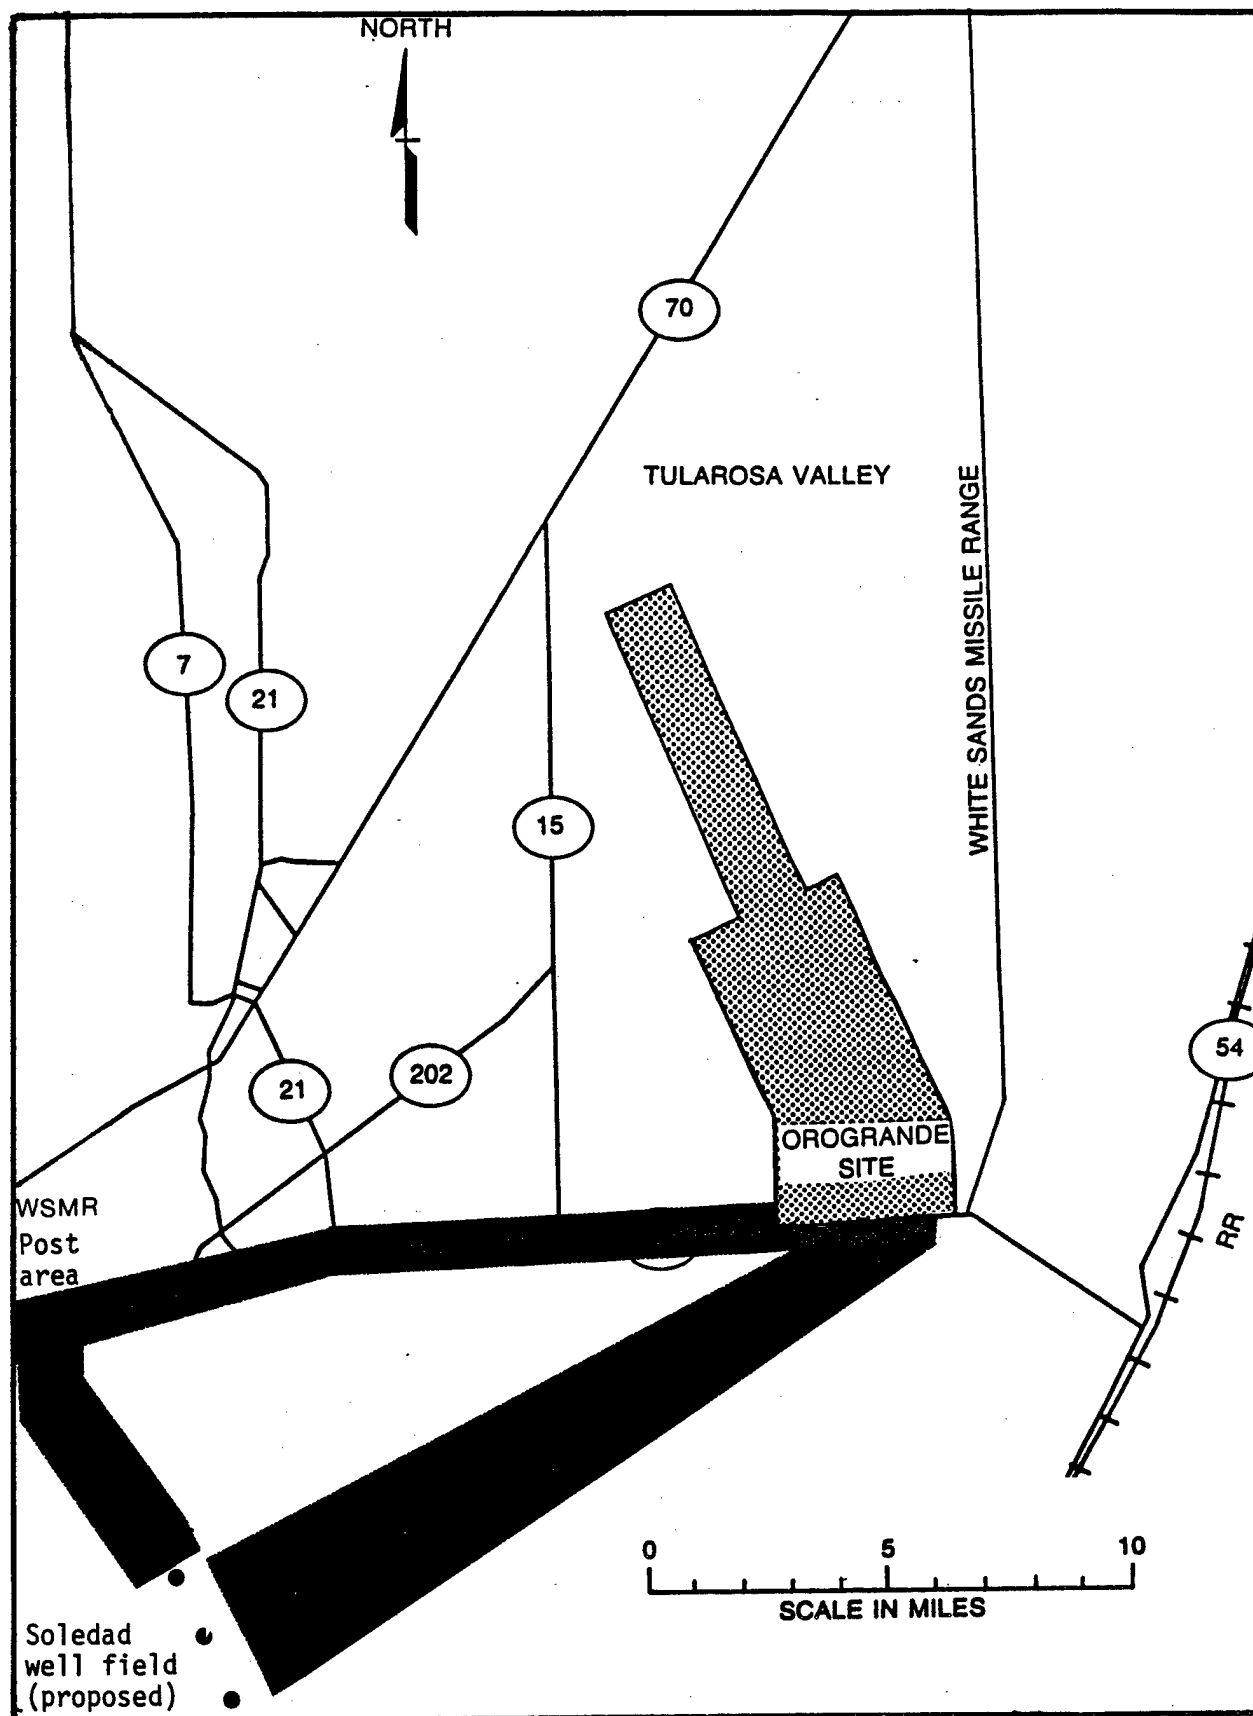 NORTH
70
TULAROSA VALLEY
WHITE SANDS MISSILE RANGE
7
21
15
54
202
21
OROGRANDE
SITE
WSMR
Post
area
RR
0 5 10
SCALE IN MILES
Soledad
well field
(proposed)